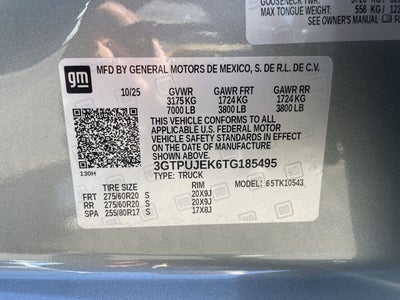 GOOSENECK TWR:
MAX TONGUE WEIGHT: 558 KG / 123
SEE OWNER'S MANUAL FO
gm
MFD BY GENERAL MOTORS DE MEXICO, S. DE R.L. DE C.V.
10/25 GVWR GAWR FRT GAWR RR
3175 KG 1724 KG 1724 KG
7000 LB 3800 LB 3800 LB
THIS VEHICLE CONFORMS TO ALL
APPLICABLE U.S. FEDERAL MOTOR
VEHICLE SAFETY STANDARDS IN EFFECT
ON THE DATE OF MANUFACTURE
SHOWN ABOVE.
3GTPUJEK6TG185495
130H TYPE: TRUCK
TIRE SIZE RIM 65TK10543
FRT 275/60R20 S 20X9J
RR 275/60R20 S 20X9J
SPA 255/80R17 S 17X8J